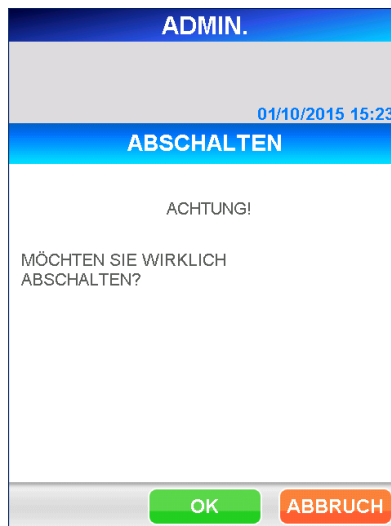 ADMIN.
01/10/2015 15:23
ABSCHALTEN
ACHTUNG!
MÖCHTEN SIE WIRKLICH
ABSCHALTEN?
OK
ABBRUCH